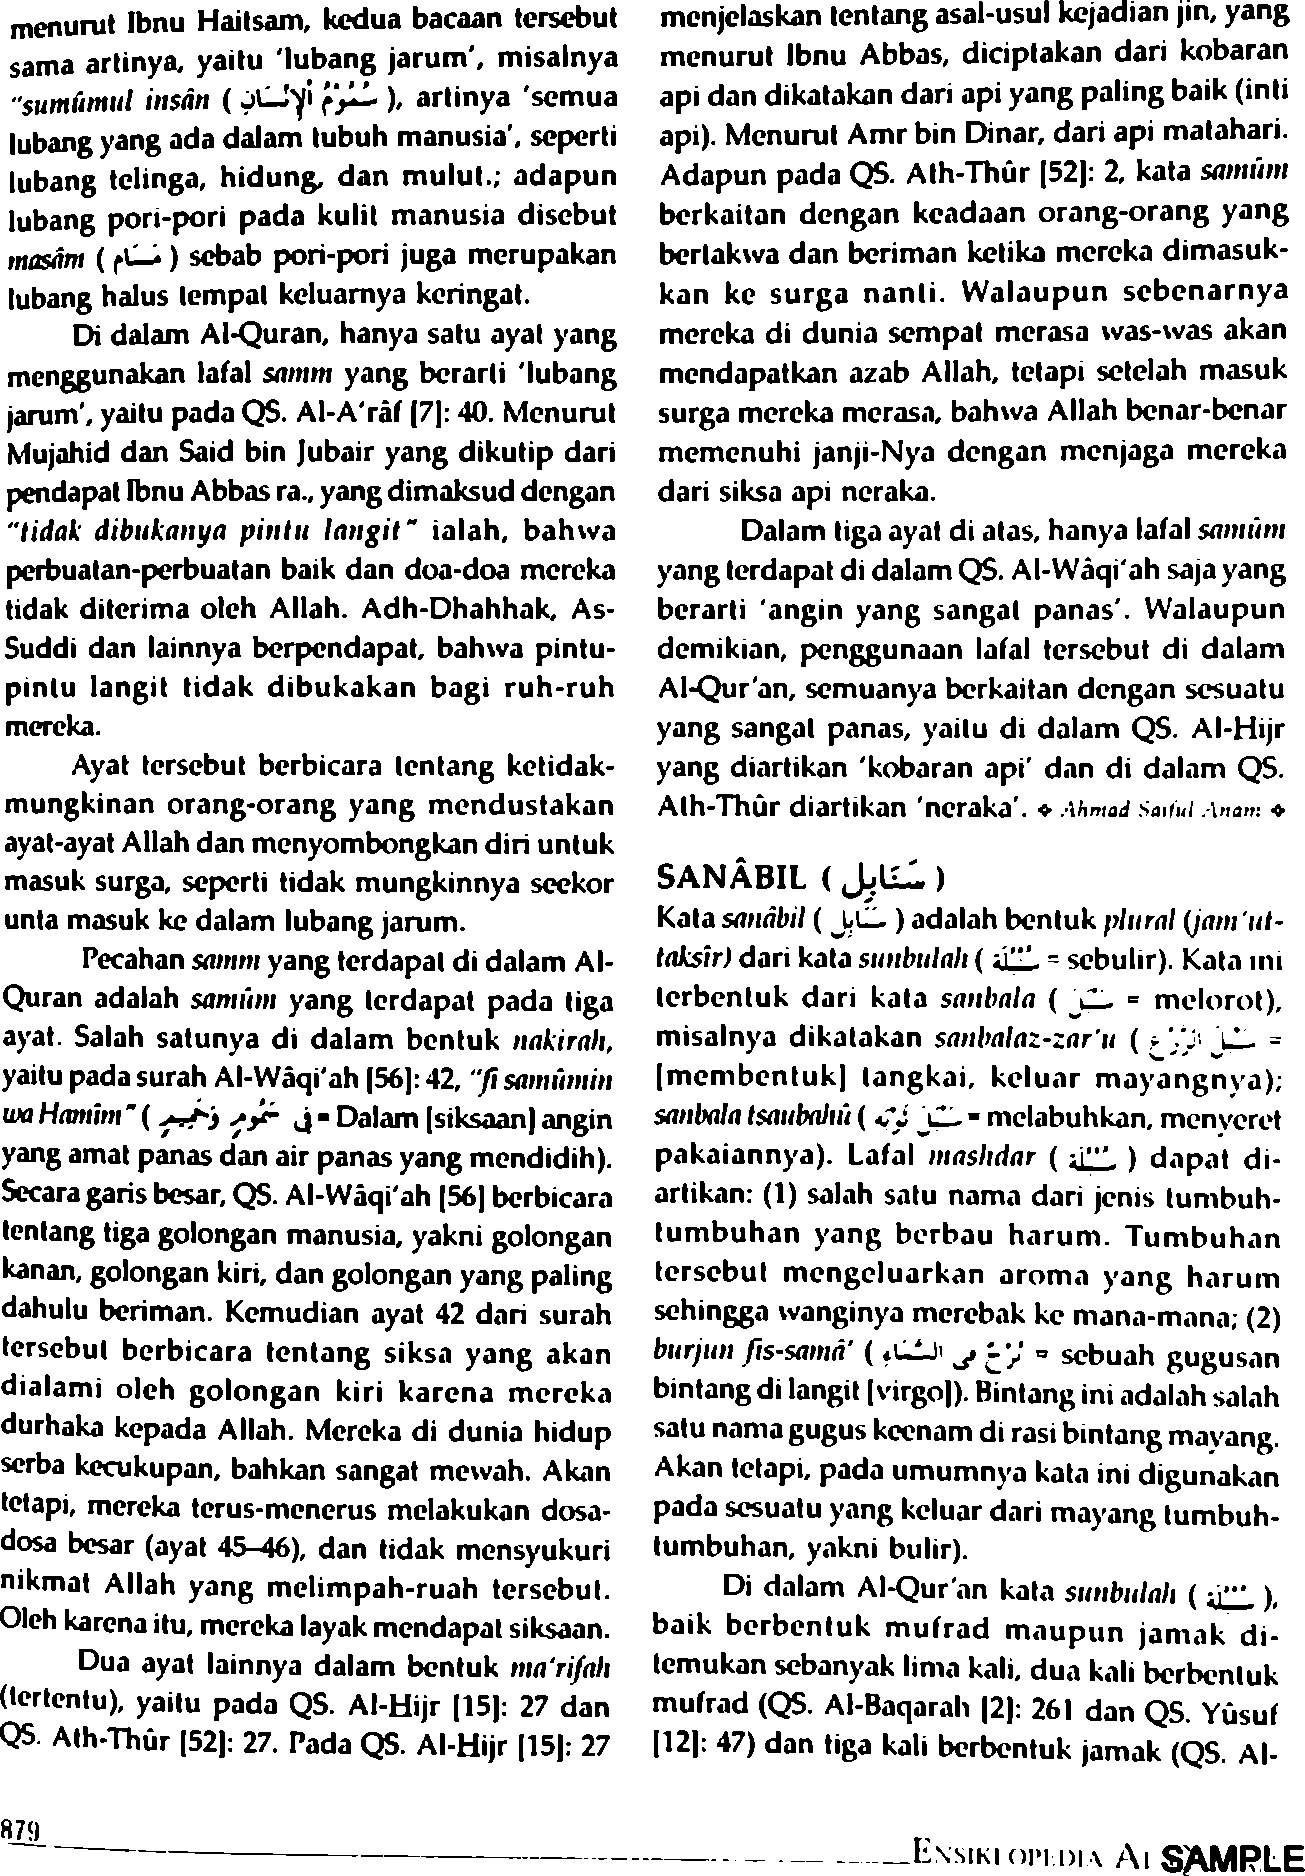 menurut Ibnu Haitsam, kedua bacaan tersebut
sama artinya, yaitu 'lubang jarum', misalnya
"sumûmul insân ( سُمُوْمُ اْلإِنْسَانِ ), artinya 'semua
lubang yang ada dalam tubuh manusia', seperti
lubang telinga, hidung, dan mulut.; adapun
lubang pori-pori pada kulit manusia disebut
masâm ( مَسَام ) sebab pori-pori juga merupakan
lubang halus tempat keluarnya keringat.
Di dalam Al-Quran, hanya satu ayat yang
menggunakan lafal samm yang berarti 'lubang
jarum', yaitu pada QS. Al-A'râf [7]: 40. Menurut
Mujahid dan Said bin Jubair yang dikutip dari
pendapat Ibnu Abbas ra., yang dimaksud dengan
"tidak dibukanya pintu langit" ialah, bahwa
perbuatan-perbuatan baik dan doa-doa mereka
tidak diterima oleh Allah. Adh-Dhahhak, As-
Suddi dan lainnya berpendapat, bahwa pintu-
pintu langit tidak dibukakan bagi ruh-ruh
mereka.
Ayat tersebut berbicara tentang ketidak-
mungkinan orang-orang yang mendustakan
ayat-ayat Allah dan menyombongkan diri untuk
masuk surga, seperti tidak mungkinnya seekor
unta masuk ke dalam lubang jarum.
Pecahan samm yang terdapat di dalam Al-
Quran adalah samûm yang terdapat pada tiga
ayat. Salah satunya di dalam bentuk nakirah,
yaitu pada surah Al-Wâqi'ah [56]: 42, "fî samûmin
wa Hamîm" ( فِى سَمُوْمٍ وَحَمِيْمٍ = Dalam [siksaan] angin
yang amat panas dan air panas yang mendidih).
Secara garis besar, QS. Al-Wâqi'ah [56] berbicara
tentang tiga golongan manusia, yakni golongan
kanan, golongan kiri, dan golongan yang paling
dahulu beriman. Kemudian ayat 42 dari surah
tersebut berbicara tentang siksa yang akan
dialami oleh golongan kiri karena mereka
durhaka kepada Allah. Mereka di dunia hidup
serba kecukupan, bahkan sangat mewah. Akan
tetapi, mereka terus-menerus melakukan dosa-
dosa besar (ayat 45–46), dan tidak mensyukuri
nikmat Allah yang melimpah-ruah tersebut.
Oleh karena itu, mereka layak mendapat siksaan.
Dua ayat lainnya dalam bentuk ma'rifah
(tertentu), yaitu pada QS. Al-Hijr [15]: 27 dan
QS. Ath-Thûr [52]: 27. Pada QS. Al-Hijr [15]: 27
menjelaskan tentang asal-usul kejadian jin, yang
menurut Ibnu Abbas, diciptakan dari kobaran
api dan dikatakan dari api yang paling baik (inti
api). Menurut Amr bin Dinar, dari api matahari.
Adapun pada QS. Ath-Thûr [52]: 2, kata samûm
berkaitan dengan keadaan orang-orang yang
bertakwa dan beriman ketika mereka dimasuk-
kan ke surga nanti. Walaupun sebenarnya
mereka di dunia sempat merasa was-was akan
mendapatkan azab Allah, tetapi setelah masuk
surga mereka merasa, bahwa Allah benar-benar
memenuhi janji-Nya dengan menjaga mereka
dari siksa api neraka.
Dalam tiga ayat di atas, hanya lafal samûm
yang terdapat di dalam QS. Al-Wâqi'ah saja yang
berarti 'angin yang sangat panas'. Walaupun
demikian, penggunaan lafal tersebut di dalam
Al-Qur'an, semuanya berkaitan dengan sesuatu
yang sangat panas, yaitu di dalam QS. Al-Hijr
yang diartikan 'kobaran api' dan di dalam QS.
Ath-Thûr diartikan 'neraka'. ❖ Ahmad Saiful Anam ❖
SANÂBIL ( سَنَابِل )
Kata sanâbil ( سَنَابِل ) adalah bentuk plural (jam'ut-
taksîr) dari kata sunbulah ( سُنْبُلَة = sebulir). Kata ini
terbentuk dari kata sanbala ( سَنْبَلَ = melorot),
misalnya dikatakan sanbalaz-zar'u ( سَنْبَلَ الزَّرْعُ =
[membentuk] tangkai, keluar mayangnya);
sanbala tsaubahû ( سَنْبَلَ ثَوْبَهُ = melabuhkan, menyeret
pakaiannya). Lafal mashdar ( سُنْبُلَة ) dapat di-
artikan: (1) salah satu nama dari jenis tumbuh-
tumbuhan yang berbau harum. Tumbuhan
tersebut mengeluarkan aroma yang harum
sehingga wanginya merebak ke mana-mana; (2)
burjun fis-samâ' ( بُرْجٌ فِى السَّمَاءِ = sebuah gugusan
bintang di langit [virgo]). Bintang ini adalah salah
satu nama gugus keenam di rasi bintang mayang.
Akan tetapi, pada umumnya kata ini digunakan
pada sesuatu yang keluar dari mayang tumbuh-
tumbuhan, yakni bulir).
Di dalam Al-Qur'an kata sunbulah ( سُنْبُلَة ),
baik berbentuk mufrad maupun jamak di-
temukan sebanyak lima kali, dua kali berbentuk
mufrad (QS. Al-Baqarah [2]: 261 dan QS. Yûsuf
[12]: 47) dan tiga kali berbentuk jamak (QS. Al-
879
ENSIKLOPEDIA AL SAMPLE